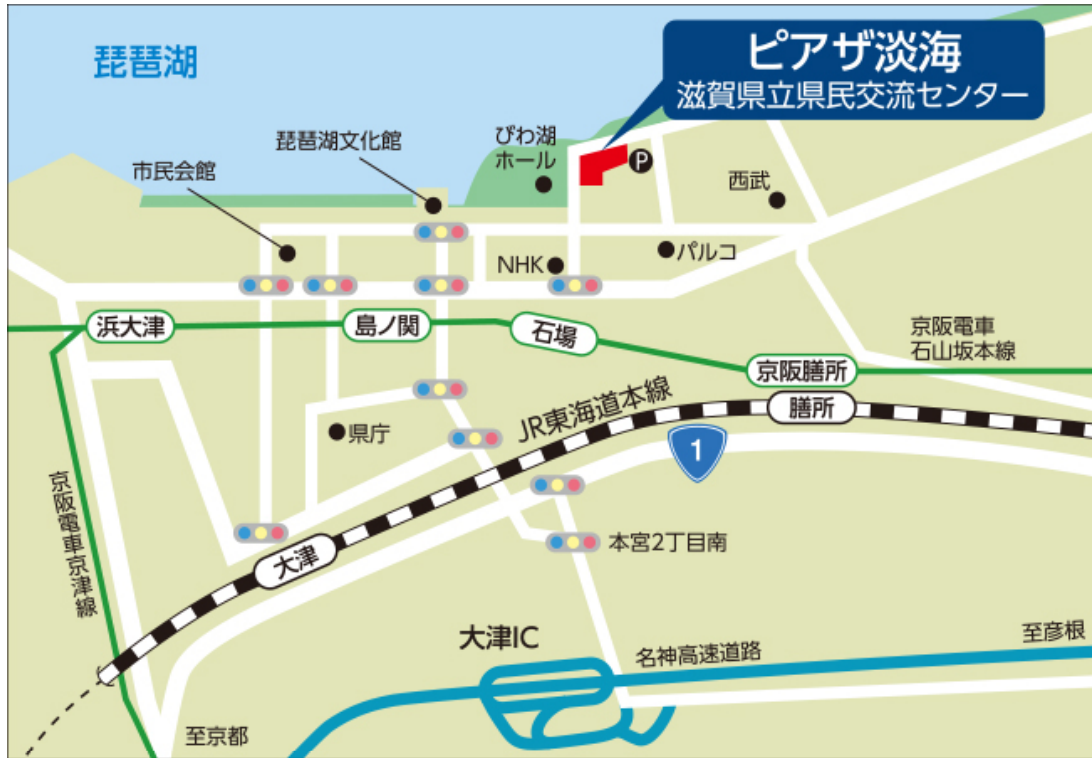 琵琶湖
ピアザ淡海
滋賀県立県民交流センター
びわ湖
ホール
琵琶湖文化館
市民会館
P
西武
NHK
パルコ
浜大津
島ノ関
石場
京阪電車
石山坂本線
京阪膳所
膳所
JR東海道本線
県庁
1
京阪電車京津線
大津
本宮2丁目南
大津IC
名神高速道路
至彦根
至京都